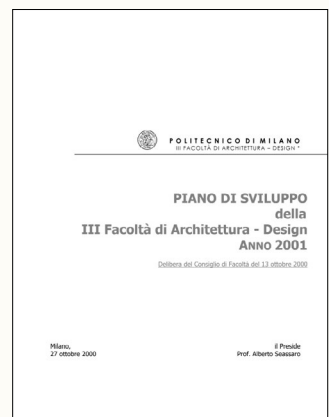 POLITECNICO DI MILANO
III FACOLTÀ DI ARCHITETTURA – DESIGN *
PIANO DI SVILUPPO
della
III Facoltà di Architettura - Design
ANNO 2001
Delibera del Consiglio di Facoltà del 13 ottobre 2000
Milano,
27 ottobre 2000
il Preside
Prof. Alberto Seassaro